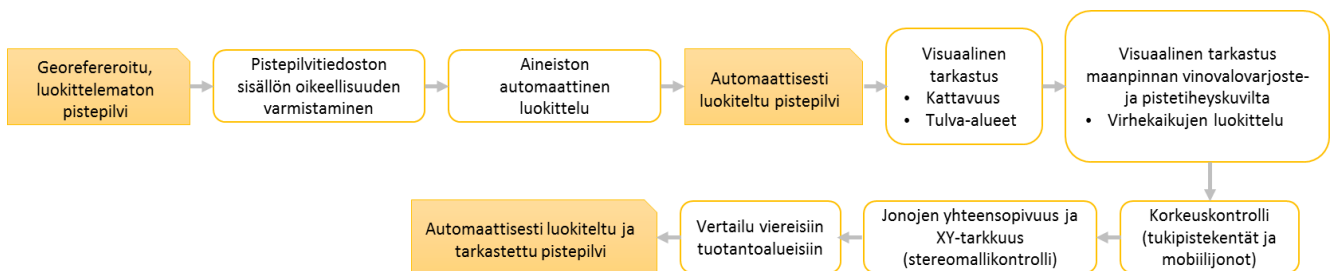 Georefereroitu,
luokittelematon
pistepilvi
Pistepilvitiedoston
sisällön oikeellisuuden
varmistaminen
Aineiston
automaattinen
luokittelu
Automaattisesti
luokiteltu pistepilvi
Visuaalinen
tarkastus
• Kattavuus
• Tulva-alueet
Visuaalinen tarkastus
maanpinnan vinovalovarjoste-
ja pistetiheyskuvilta
• Virhekaikujen luokittelu
Korkeuskontrolli
(tukipistekentät ja
mobiilijonot)
Jonojen yhteensopivuus ja
XY-tarkkuus
(stereomallikontrolli)
Vertailu viereisiin
tuotantoalueisiin
Automaattisesti luokiteltu ja
tarkastettu pistepilvi